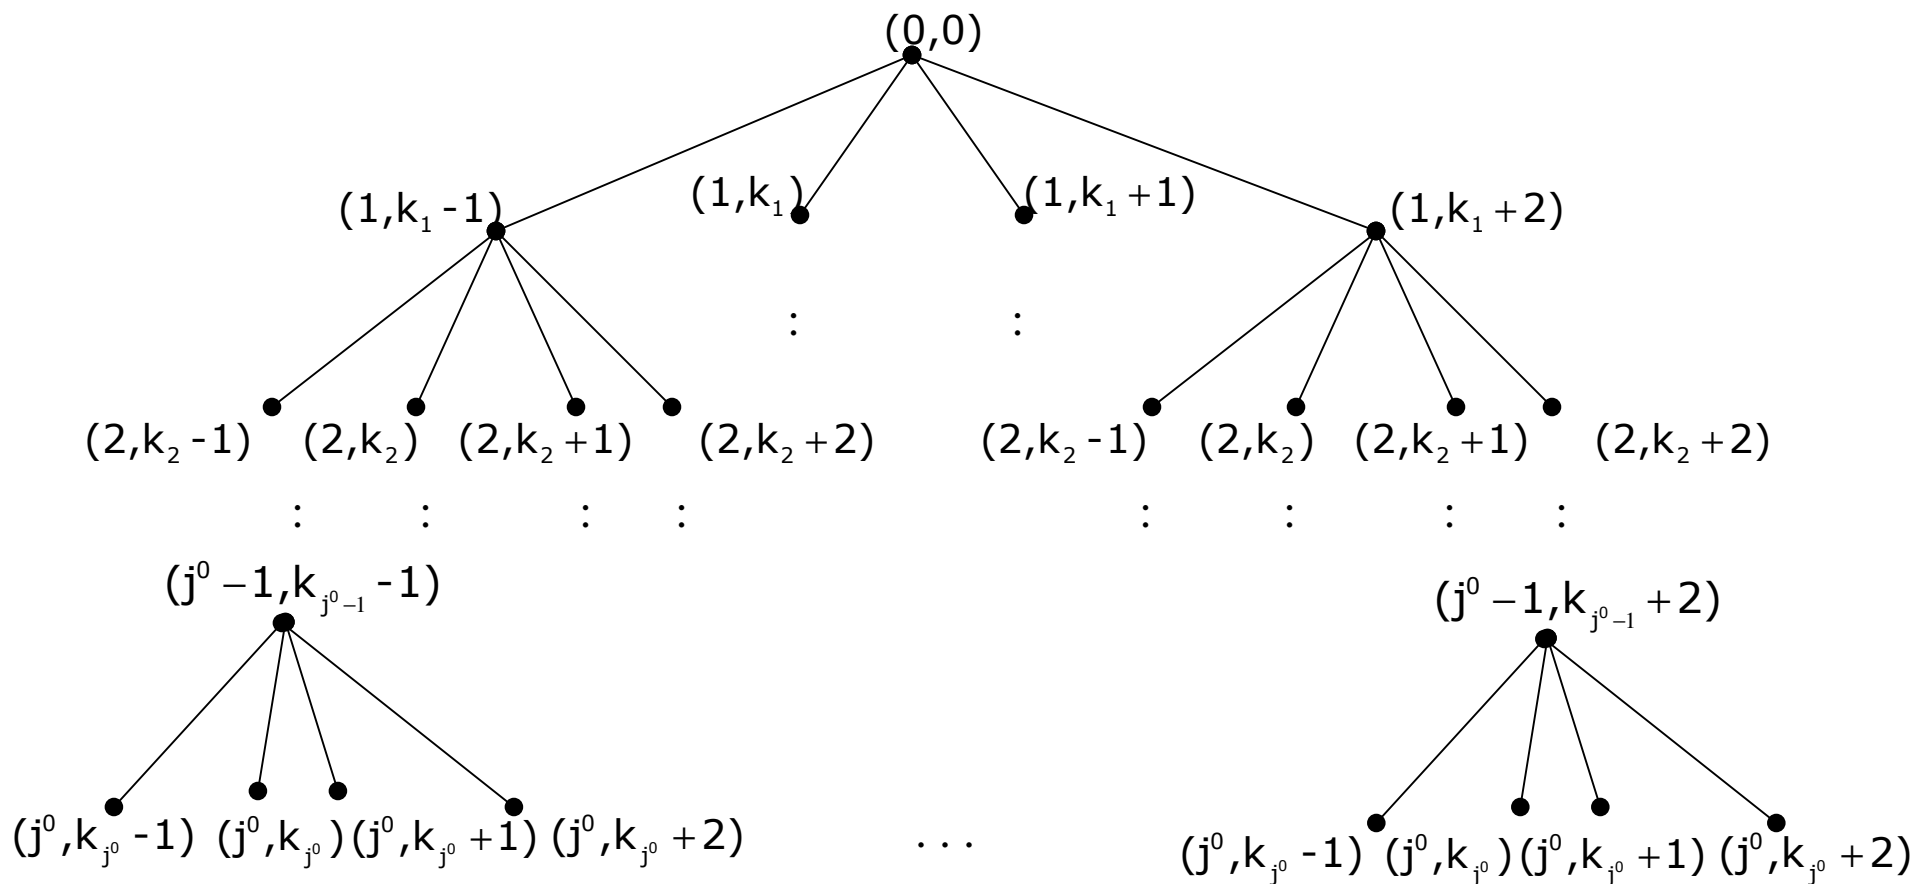 (0,0)
(1,k₁ -1) (1,k₁) (1,k₁ +1) (1,k₁ +2)
: :
(2,k₂ -1) (2,k₂) (2,k₂ +1) (2,k₂ +2) (2,k₂ -1) (2,k₂) (2,k₂ +1) (2,k₂ +2)
: : : : : : : :
(j⁰ −1,k_{j⁰−1} -1) (j⁰ −1,k_{j⁰−1} +2)
(j⁰,k_{j⁰} -1) (j⁰,k_{j⁰}) (j⁰,k_{j⁰} +1) (j⁰,k_{j⁰} +2) ... (j⁰,k_{j⁰} -1) (j⁰,k_{j⁰}) (j⁰,k_{j⁰} +1) (j⁰,k_{j⁰} +2)